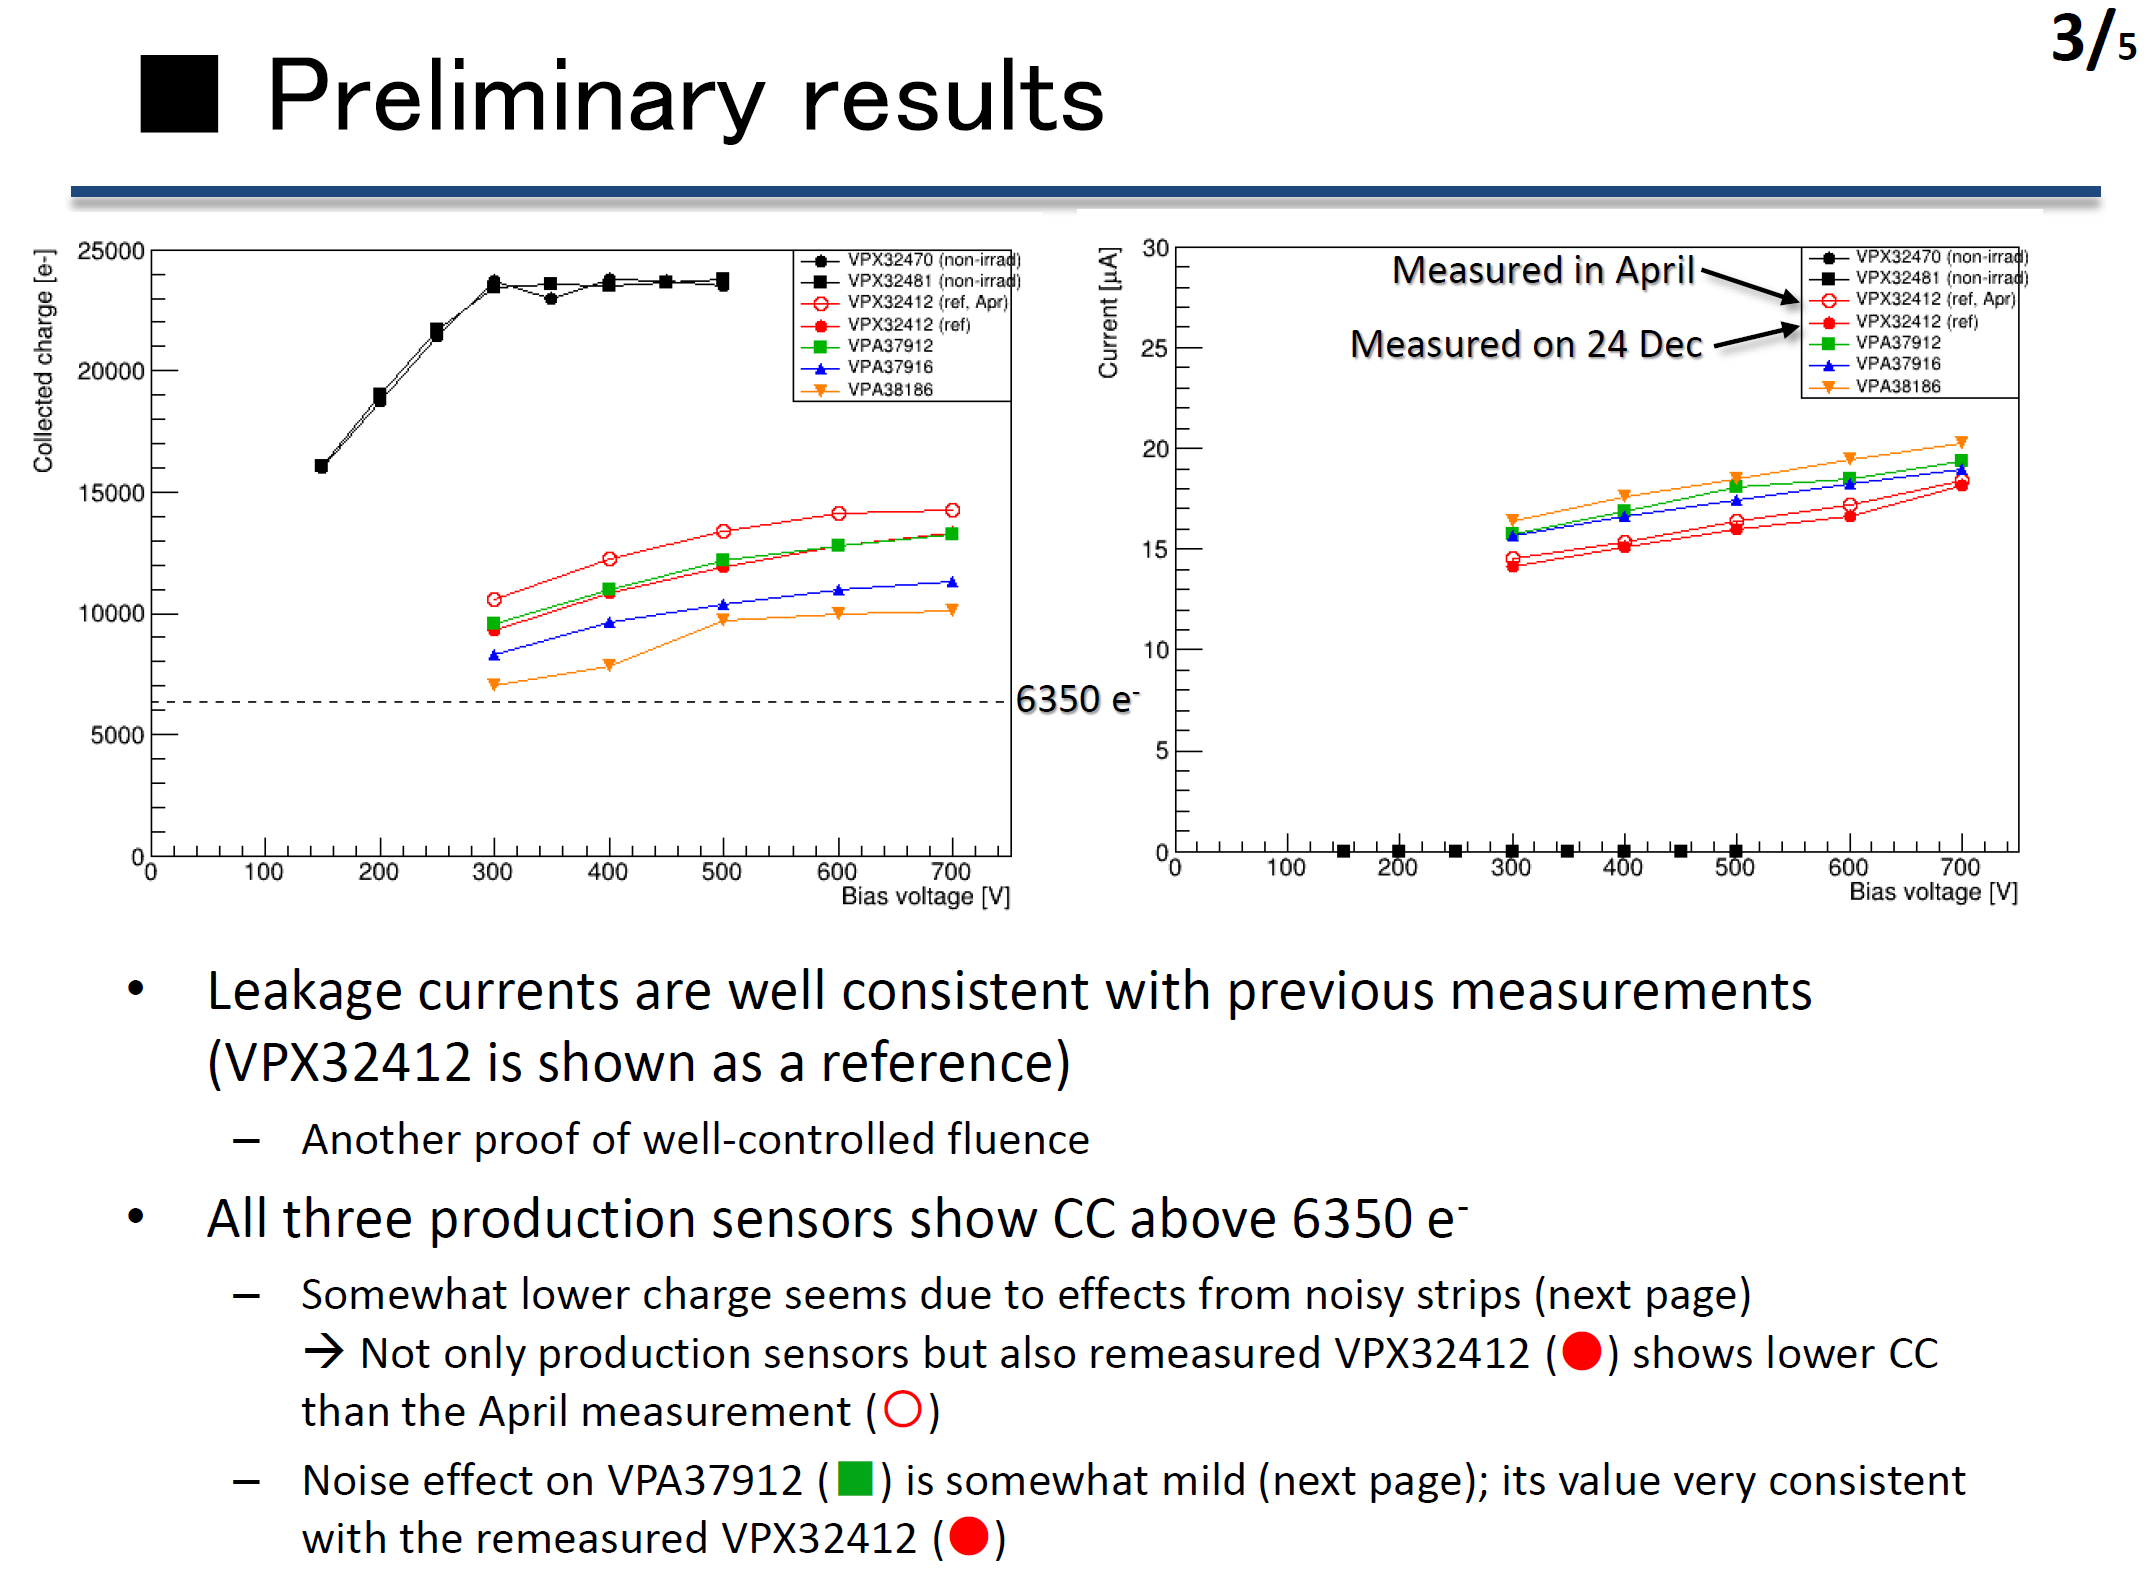 3/5
■ Preliminary results
25000
20000
15000
10000
5000
0
0 100 200 300 400 500 600 700
Collected charge [e-]
Bias voltage [V]
VPX32470 (non-irrad)
VPX32481 (non-irrad)
VPX32412 (ref, Apr)
VPX32412 (ref)
VPA37912
VPA37916
VPA38186
6350 e-
30
25
20
15
10
5
0
0 100 200 300 400 500 600 700
Current [μA]
Bias voltage [V]
Measured in April
Measured on 24 Dec
VPX32470 (non-irrad)
VPX32481 (non-irrad)
VPX32412 (ref, Apr)
VPX32412 (ref)
VPA37912
VPA37916
VPA38186
• Leakage currents are well consistent with previous measurements
(VPX32412 is shown as a reference)
– Another proof of well-controlled fluence
• All three production sensors show CC above 6350 e-
– Somewhat lower charge seems due to effects from noisy strips (next page)
→ Not only production sensors but also remeasured VPX32412 (●) shows lower CC
than the April measurement (○)
– Noise effect on VPA37912 (■) is somewhat mild (next page); its value very consistent
with the remeasured VPX32412 (●)